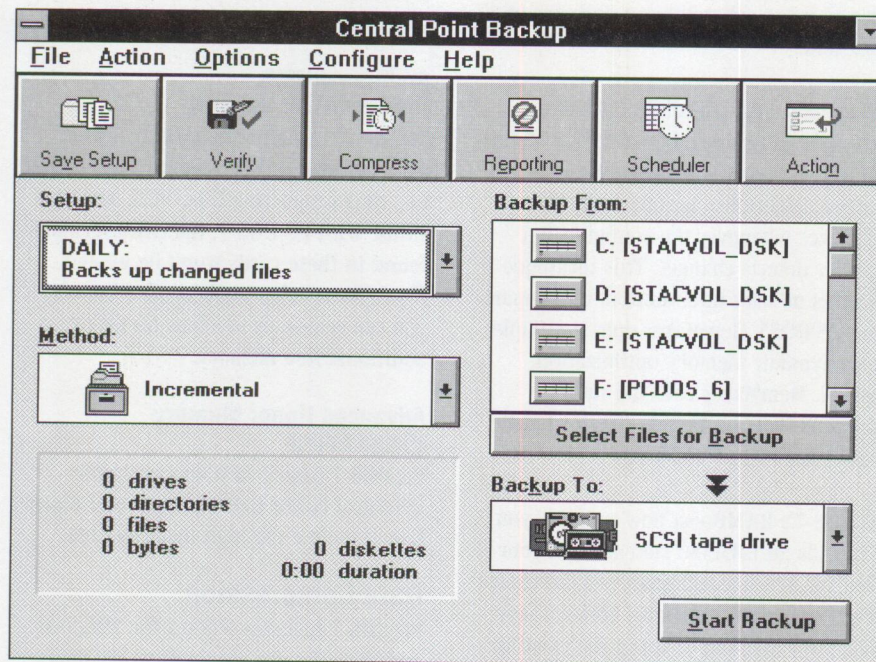 Central Point Backup
File Action Options Configure Help
Save Setup Verify Compress Reporting Scheduler Action
Setup:
DAILY:
Backs up changed files
Method:
Incremental
0 drives
0 directories
0 files
0 bytes 0 diskettes
0:00 duration
Backup From:
C: [STACVOL_DSK]
D: [STACVOL_DSK]
E: [STACVOL_DSK]
F: [PCDOS_6]
Select Files for Backup
Backup To:
SCSI tape drive
Start Backup